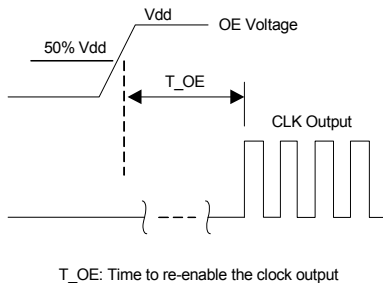 Vdd
OE Voltage
50% Vdd
T_OE
CLK Output
T_OE: Time to re-enable the clock output